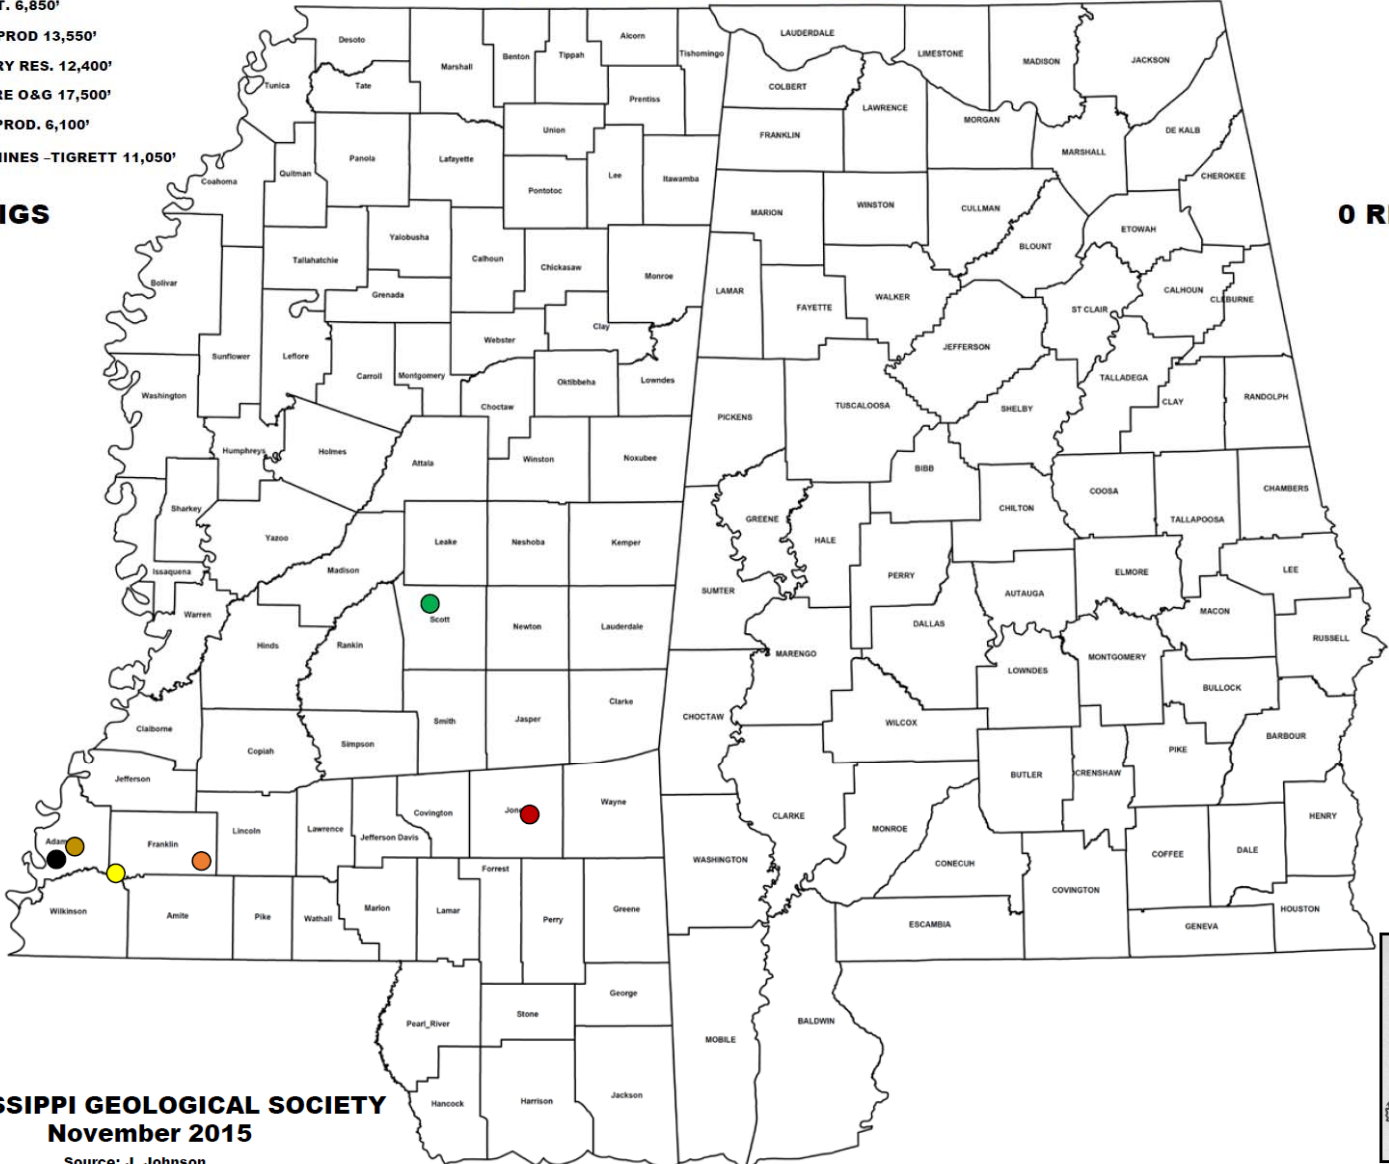 T. 6,850’
PROD 13,550’
RY RES. 12,400’
RE O&G 17,500’
PROD. 6,100’
INES –TIGRETT 11,050’
IGS
0 RI
Desoto
Marshall
Benton
Tippah
Alcorn
Tishomingo
Tunica
Tate
Prentiss
Union
Panola
Lafayette
Quitman
Coahoma
Pontotoc
Lee
Itawamba
Yalobusha
Tallahatchie
Calhoun
Chickasaw
Monroe
Bolivar
Grenada
Clay
Webster
Sunflower
Leflore
Carroll
Montgomery
Oktibbeha
Lowndes
Washington
Choctaw
Humphreys
Holmes
Attala
Winston
Noxubee
Sharkey
Yazoo
Leake
Neshoba
Kemper
Issaquena
Madison
Warren
Scott
Newton
Lauderdale
Hinds
Rankin
Claiborne
Copiah
Simpson
Smith
Jasper
Clarke
Jefferson
Lincoln
Lawrence
Jefferson Davis
Covington
Jon
Wayne
Adam
Franklin
Forrest
Wilkinson
Amite
Pike
Wathall
Marion
Lamar
Perry
Greene
George
Pearl_River
Stone
Hancock
Harrison
Jackson
LAUDERDALE
LIMESTONE
MADISON
JACKSON
COLBERT
LAWRENCE
MORGAN
FRANKLIN
DE KALB
MARSHALL
CHEROKEE
MARION
WINSTON
CULLMAN
BLOUNT
ETOWAH
LAMAR
FAYETTE
WALKER
ST CLAIR
CALHOUN
CLEBURNE
JEFFERSON
TALLADEGA
CLAY
RANDOLPH
PICKENS
TUSCALOOSA
SHELBY
BIBB
GREENE
HALE
CHILTON
COOSA
TALLAPOOSA
CHAMBERS
SUMTER
PERRY
AUTAUGA
ELMORE
LEE
MACON
DALLAS
MARENGO
LOWNDES
MONTGOMERY
RUSSELL
BULLOCK
CHOCTAW
WILCOX
PIKE
BARBOUR
BUTLER
CRENSHAW
CLARKE
MONROE
CONECUH
HENRY
WASHINGTON
COVINGTON
COFFEE
DALE
HOUSTON
ESCAMBIA
GENEVA
MOBILE
BALDWIN
SSIPPI GEOLOGICAL SOCIETY
November 2015
Source: J. Johnson